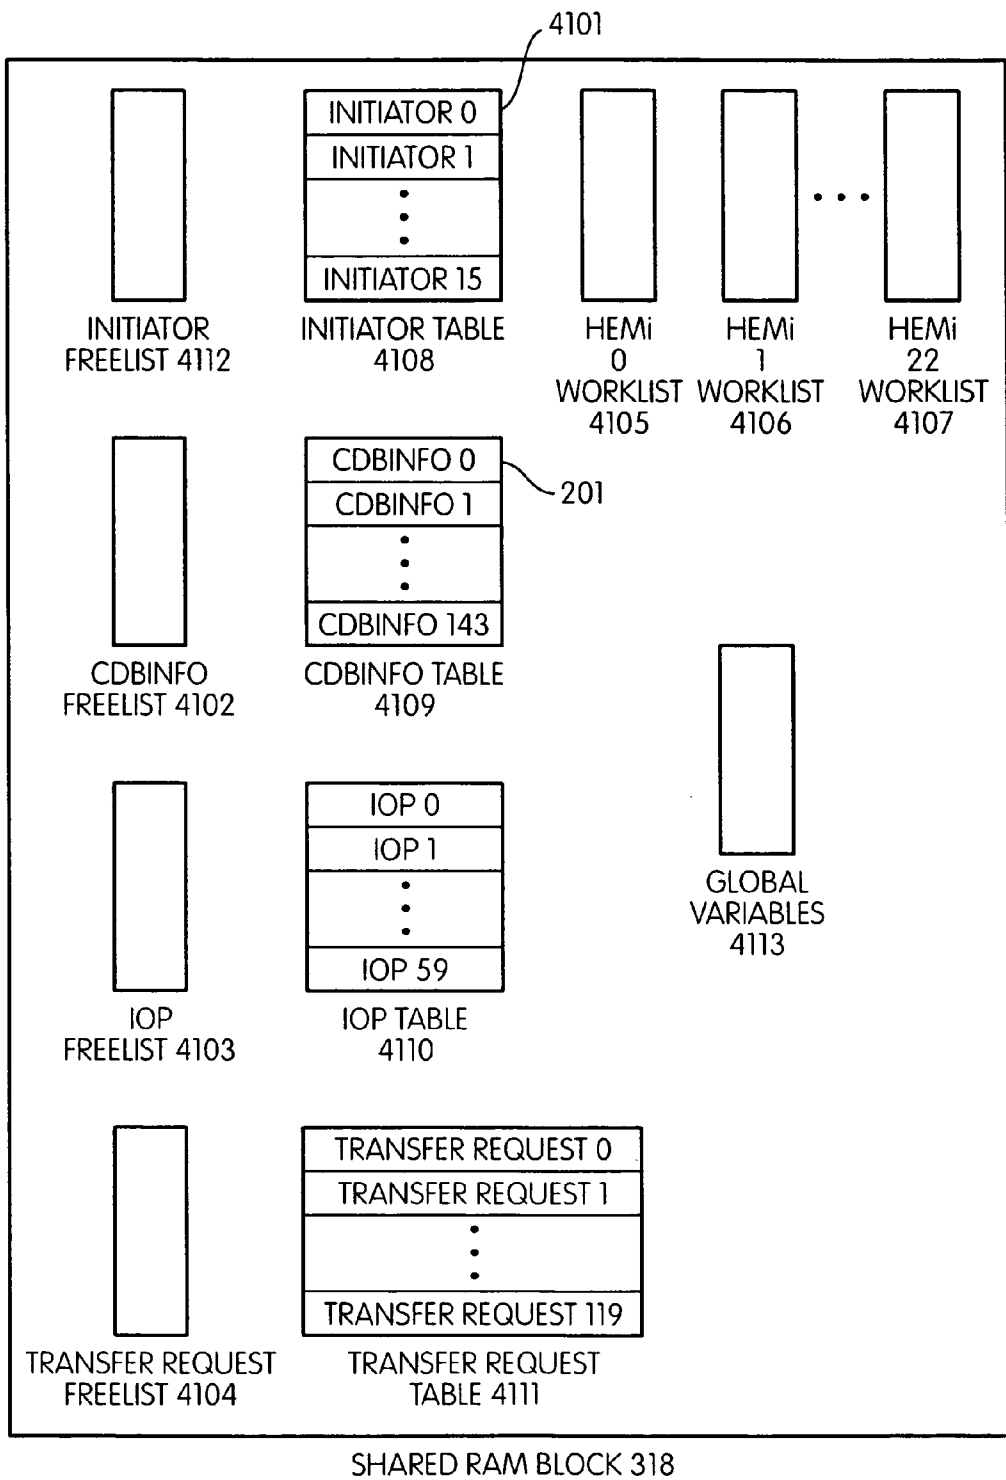 4101
INITIATOR 0
INITIATOR 1
INITIATOR 15
INITIATOR
FREELIST 4112
INITIATOR TABLE
4108
HEMi
0
WORKLIST
4105
HEMi
1
WORKLIST
4106
HEMi
22
WORKLIST
4107
CDBINFO 0
201
CDBINFO 1
CDBINFO 143
CDBINFO
FREELIST 4102
CDBINFO TABLE
4109
IOP 0
IOP 1
IOP 59
IOP
FREELIST 4103
IOP TABLE
4110
GLOBAL
VARIABLES
4113
TRANSFER REQUEST 0
TRANSFER REQUEST 1
TRANSFER REQUEST 119
TRANSFER REQUEST
FREELIST 4104
TRANSFER REQUEST
TABLE 4111
SHARED RAM BLOCK 318